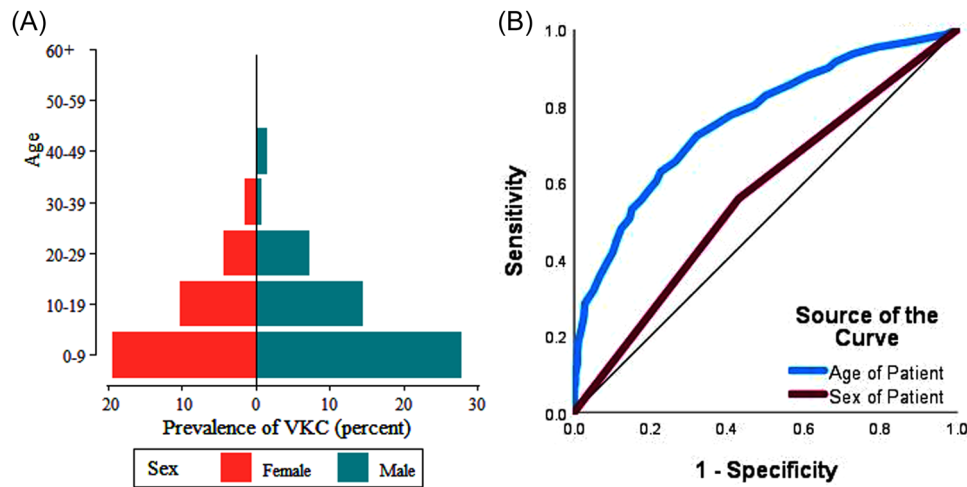 (A)
60+
50-59
40-49
30-39
20-29
10-19
0-9
Age
20 10 0 10 20 30
Prevalence of VKC (percent)
Sex Female Male
(B)
1.0
0.8
0.6
0.4
0.2
0.0
Sensitivity
0.0 0.2 0.4 0.6 0.8 1.0
1 - Specificity
Source of the
Curve
Age of Patient
Sex of Patient